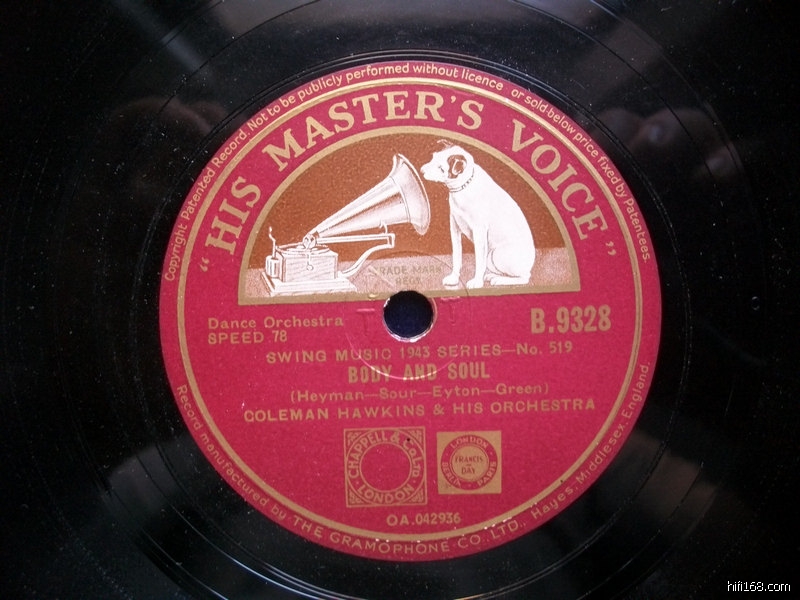 Copyright Patented Record. Not to be publicly performed without licence or sold below price fixed by Patentees.
"HIS MASTER'S VOICE"
TRADE MARK
REGD
Dance Orchestra
SPEED 78
B.9328
SWING MUSIC 1943 SERIES—No. 519
BODY AND SOUL
(Heyman—Sour—Eyton—Green)
COLEMAN HAWKINS & HIS ORCHESTRA
CHAPPELL & Co LTD
LONDON
LONDON
FRANCIS
DAY
BERLIN
PARIS
OA.042936
Record manufactured by THE GRAMOPHONE CO. LTD., Hayes, Middlesex, England.
hifi168.com